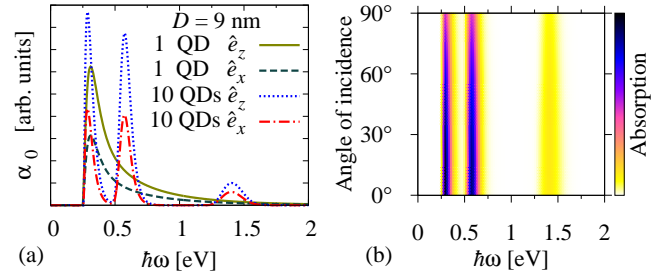 D = 9 nm
1 QD ê_z
1 QD ê_x
10 QDs ê_z
10 QDs ê_x
α_0 [arb. units]
0 0.5 1 1.5 2
ħω [eV]
(a)
90°
60°
30°
0°
Angle of incidence
0 0.5 1 1.5 2
ħω [eV]
(b)
Absorption